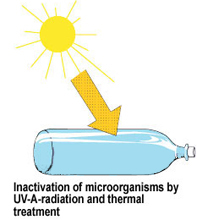 Inactivation of microorganisms by
UV-A-radiation and thermal
treatment